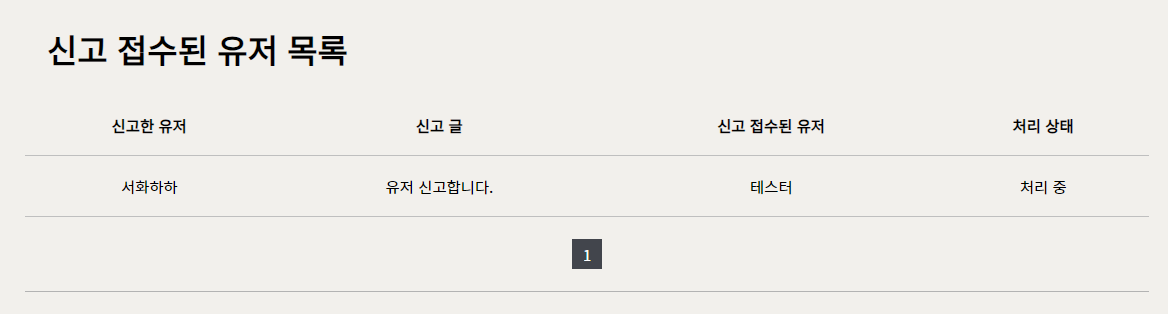 신고 접수된 유저 목록
신고한 유저 신고 글 신고 접수된 유저 처리 상태
서화하하 유저 신고합니다. 테스터 처리 중
1